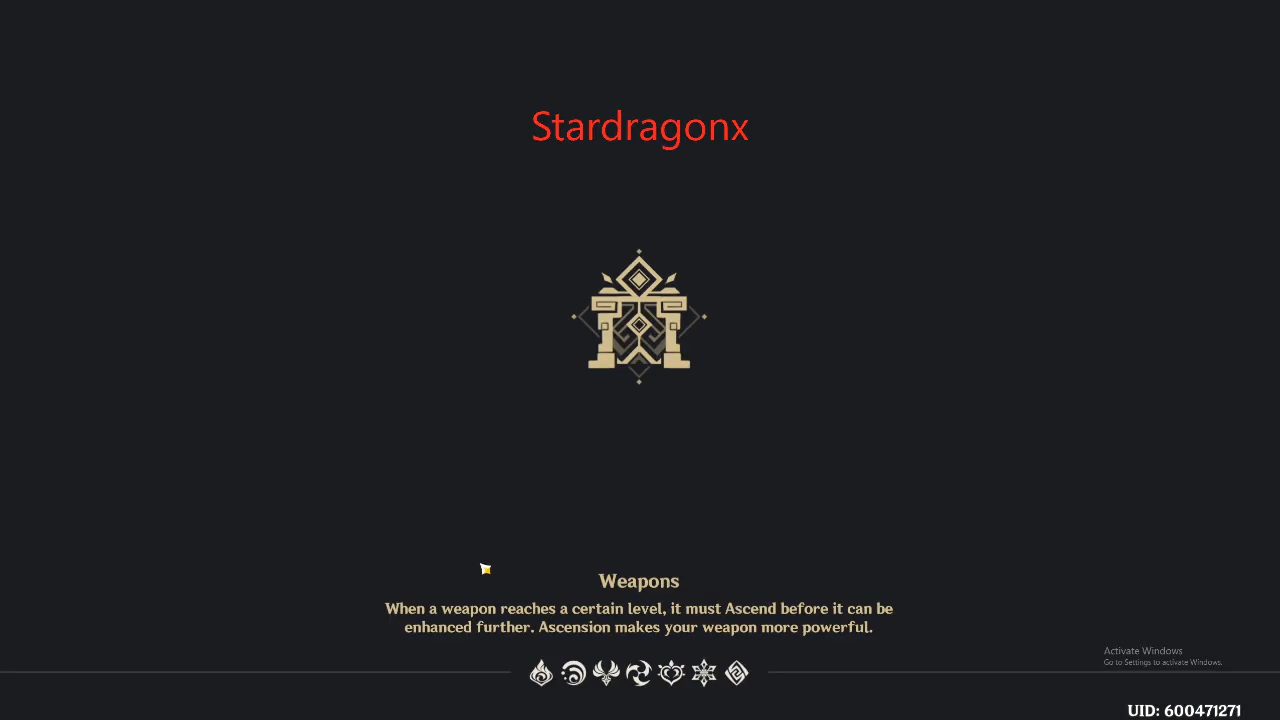 Stardragonx
Weapons
When a weapon reaches a certain level, it must Ascend before it can be
enhanced further. Ascension makes your weapon more powerful.
Activate Windows
Go to Settings to activate Windows.
UID: 600471271